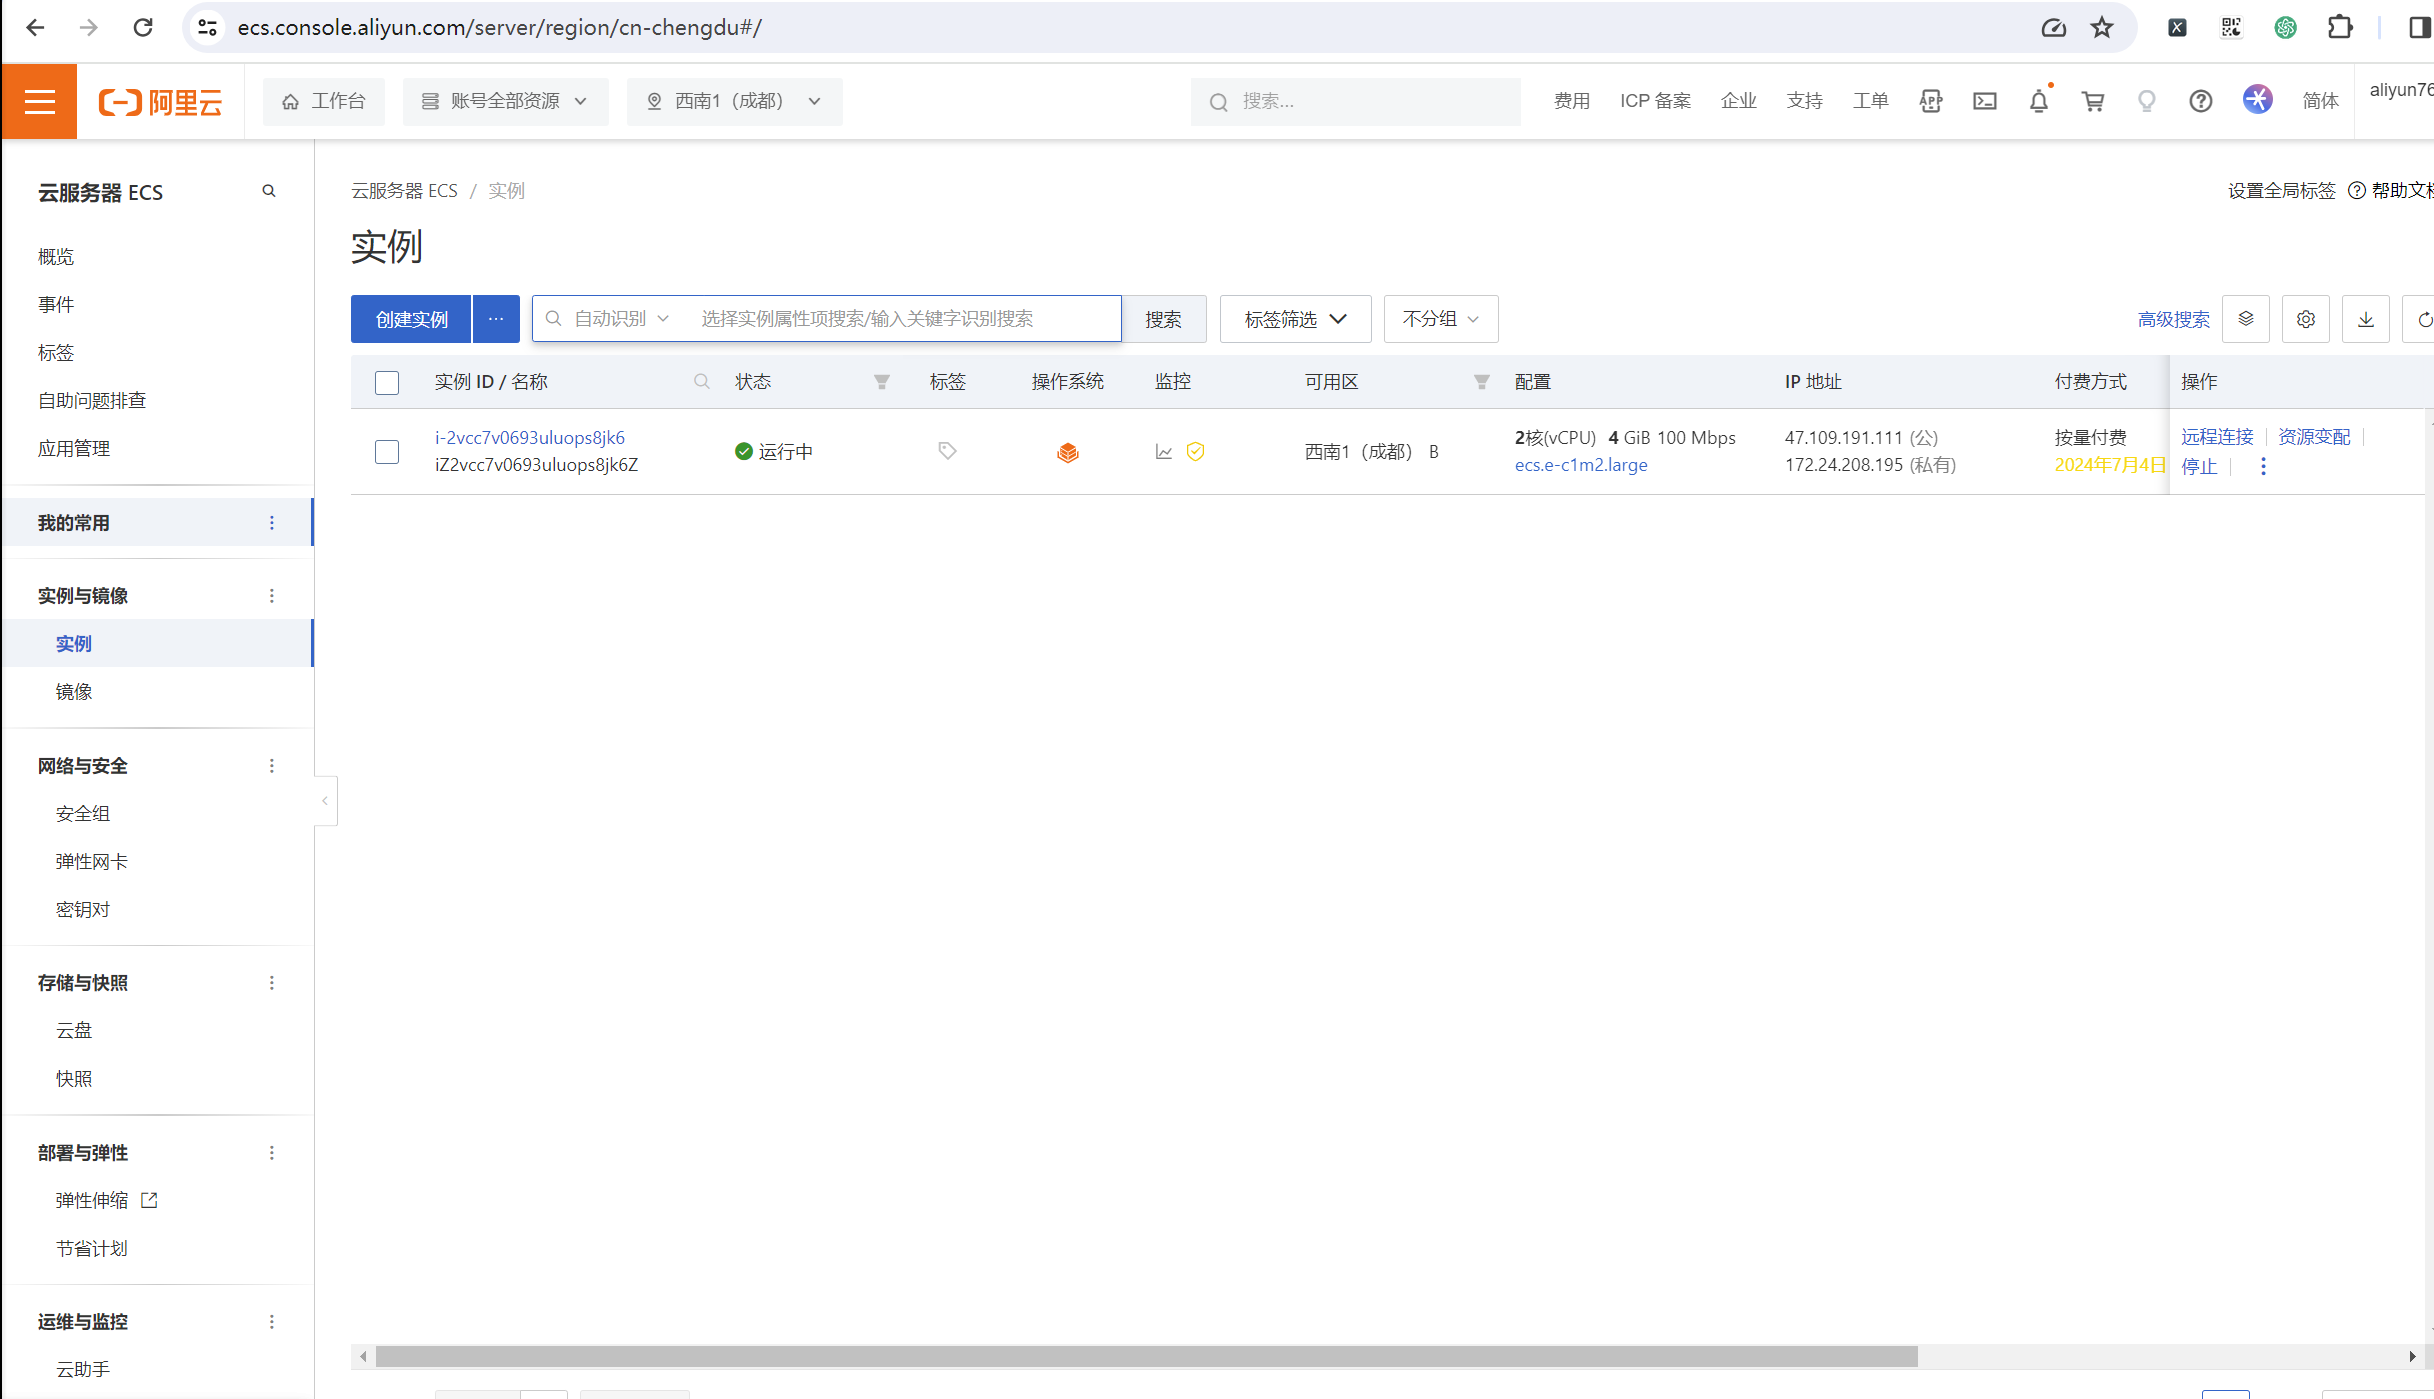 ecs.console.aliyun.com/server/region/cn-chengdu#/
阿里云
工作台
账号全部资源
西南1（成都）
搜索...
费用
ICP 备案
企业
支持
工单
APP
简体
aliyun76
云服务器 ECS
概览
事件
标签
自助问题排查
应用管理
我的常用
实例与镜像
实例
镜像
网络与安全
安全组
弹性网卡
密钥对
存储与快照
云盘
快照
部署与弹性
弹性伸缩
节省计划
运维与监控
云助手
云服务器 ECS / 实例
设置全局标签
帮助文档
实例
创建实例
自动识别
选择实例属性项搜索/输入关键字识别搜索
搜索
标签筛选
不分组
高级搜索
实例 ID / 名称 状态 标签 操作系统 监控 可用区 配置 IP 地址 付费方式 操作
i-2vcc7v0693uluops8jk6
iZ2vcc7v0693uluops8jk6Z
运行中
西南1（成都） B
2核(vCPU) 4 GiB 100 Mbps
ecs.e-c1m2.large
47.109.191.111 (公)
172.24.208.195 (私有)
按量付费
2024年7月4日
远程连接
资源变配
停止